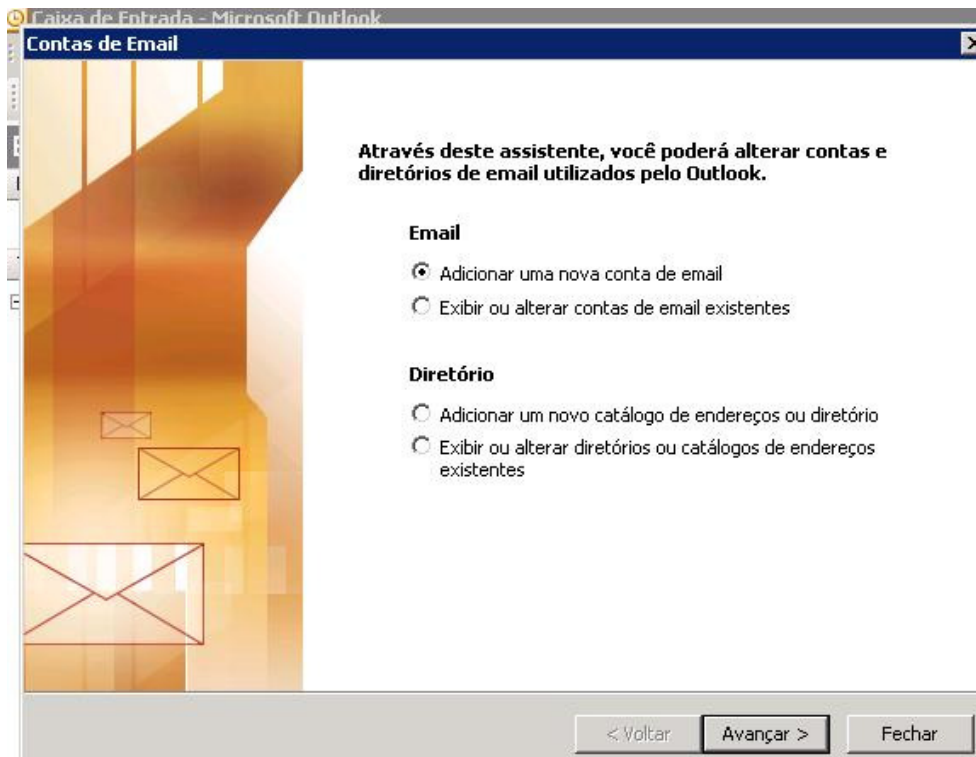 Caixa de Entrada - Microsoft Outlook
Contas de Email
Através deste assistente, você poderá alterar contas e
diretórios de email utilizados pelo Outlook.
Email
Adicionar uma nova conta de email
Exibir ou alterar contas de email existentes
Diretório
Adicionar um novo catálogo de endereços ou diretório
Exibir ou alterar diretórios ou catálogos de endereços
existentes
< Voltar Avançar > Fechar